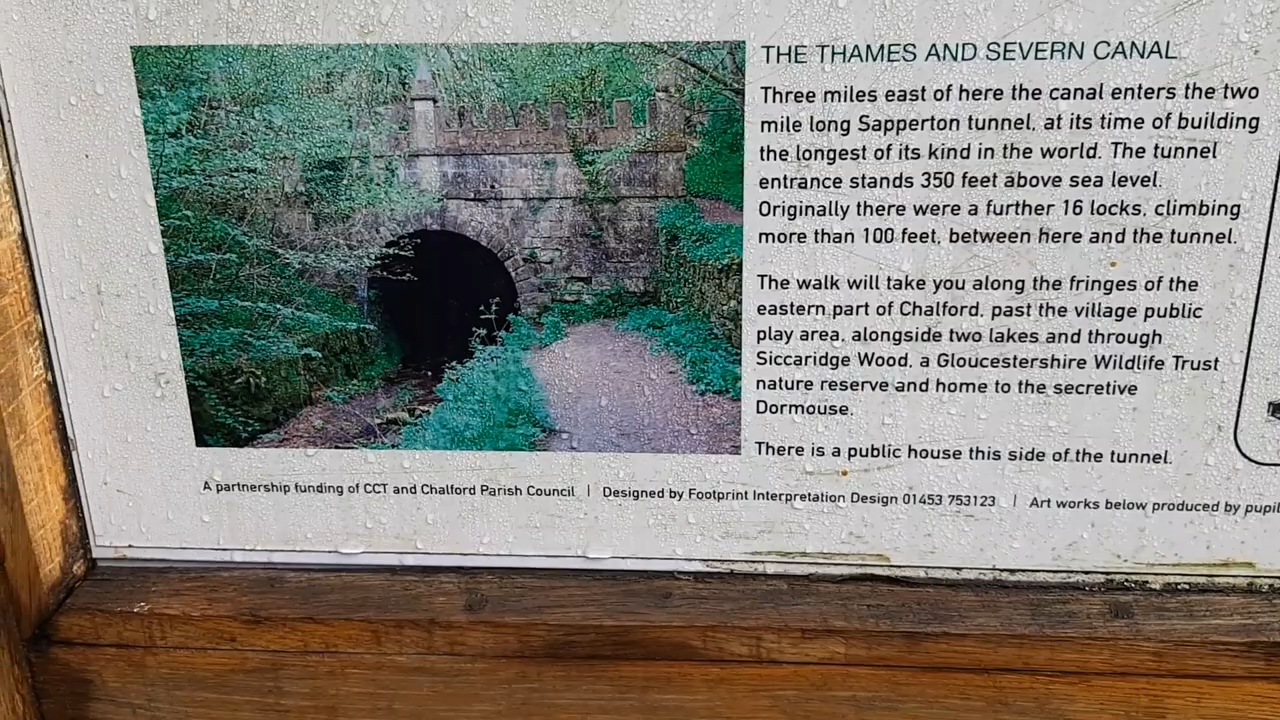 THE THAMES AND SEVERN CANAL
Three miles east of here the canal enters the two
mile long Sapperton tunnel, at its time of building
the longest of its kind in the world. The tunnel
entrance stands 350 feet above sea level.
Originally there were a further 16 locks, climbing
more than 100 feet, between here and the tunnel.
The walk will take you along the fringes of the
eastern part of Chalford, past the village public
play area, alongside two lakes and through
Siccaridge Wood, a Gloucestershire Wildlife Trust
nature reserve and home to the secretive
Dormouse.
There is a public house this side of the tunnel.
A partnership funding of CCT and Chalford Parish Council | Designed by Footprint Interpretation Design 01453 753123 | Art works below produced by pupil